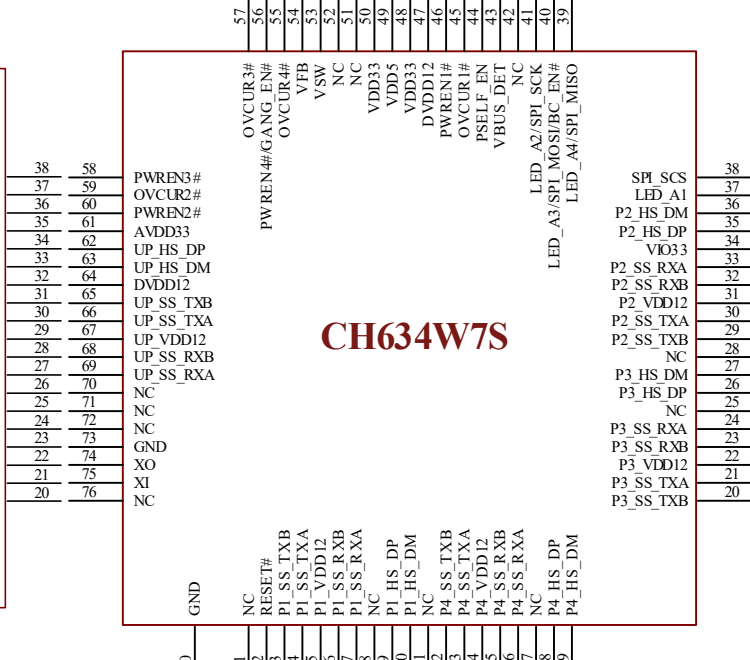 57
56
55
54
53
52
51
50
49
48
47
46
45
44
43
42
41
40
39
OVCUR3#
PWREN4#/GANG_EN#
OVCUR4#
VFB
VSW
NC
NC
VDD33
VDD5
VDD33
DVDD12
PWREN1#
OVCUR1#
PSELF_EN
VBUS_DET
NC
LED_A2/SPI_SCK
LED_A3/SPI_MOSI/BC_EN#
LED_A4/SPI_MISO
38 58 PWREN3# SPI_SCS 38
37 59 OVCUR2# LED_A1 37
36 60 PWREN2# P2_HS_DM 36
35 61 AVDD33 P2_HS_DP 35
34 62 UP_HS_DP VIO33 34
33 63 UP_HS_DM P2_SS_RXA 33
32 64 DVDD12 P2_SS_RXB 32
31 65 UP_SS_TXB P2_VDD12 31
30 66 UP_SS_TXA P2_SS_TXA 30
29 67 UP_VDD12 P2_SS_TXB 29
28 68 UP_SS_RXB NC 28
27 69 UP_SS_RXA P3_HS_DM 27
26 70 NC P3_HS_DP 26
25 71 NC NC 25
24 72 NC P3_SS_RXA 24
23 73 GND P3_SS_RXB 23
22 74 XO P3_VDD12 22
21 75 XI P3_SS_TXA 21
20 76 NC P3_SS_TXB 20
CH634W7S
GND
NC
RESET#
P1_SS_TXB
P1_SS_TXA
P1_VDD12
P1_SS_RXB
P1_SS_RXA
NC
P1_HS_DP
P1_HS_DM
NC
P4_SS_TXB
P4_SS_TXA
P4_VDD12
P4_SS_RXB
P4_SS_RXA
NC
P4_HS_DP
P4_HS_DM